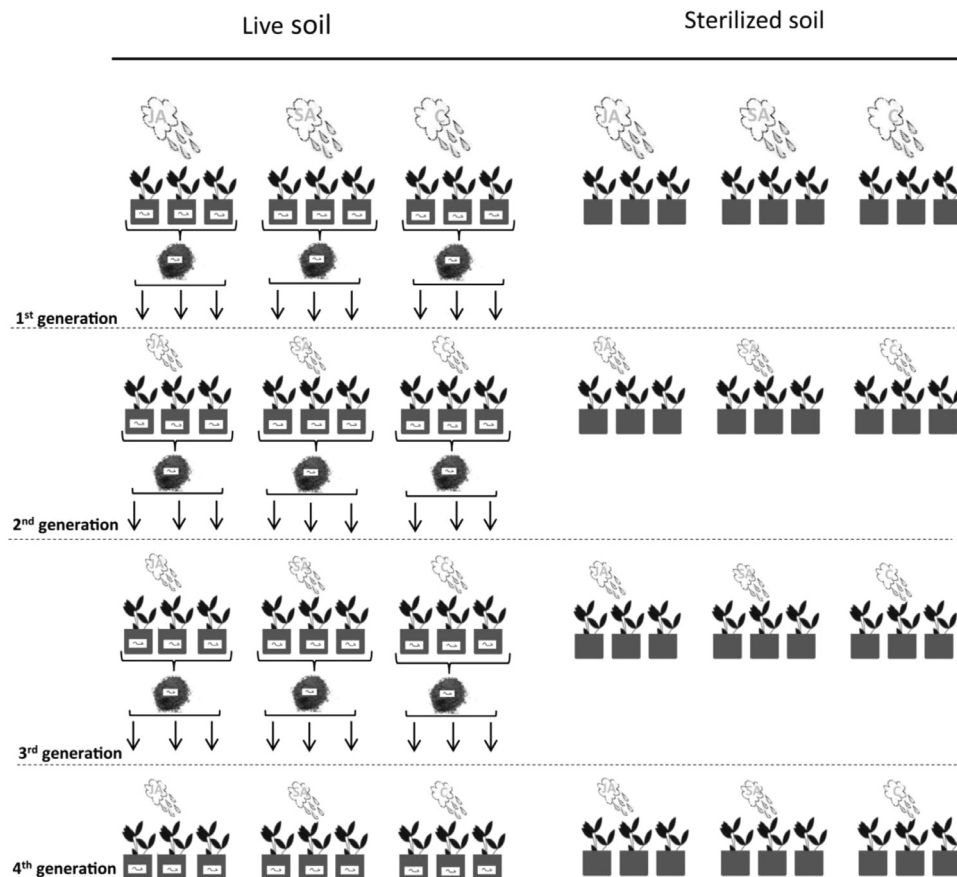 Live soil
Sterilized soil
JA
SA
C
JA
SA
C
1st generation
JA
SA
C
JA
SA
C
2nd generation
JA
SA
C
JA
SA
C
3rd generation
JA
SA
C
JA
SA
C
4th generation